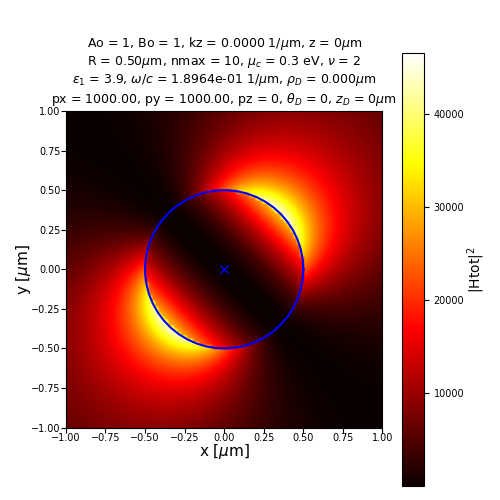 Ao = 1, Bo = 1, kz = 0.0000 1/μm, z = 0μm
R = 0.50μm, nmax = 10, μc = 0.3 eV, ν = 2
ε1 = 3.9, ω/c = 1.8964e-01 1/μm, ρD = 0.000μm
px = 1000.00, py = 1000.00, pz = 0, θD = 0, zD = 0μm
1.00
0.75
0.50
0.25
0.00
−0.25
−0.50
−0.75
−1.00
y [μm]
−1.00 −0.75 −0.50 −0.25 0.00 0.25 0.50 0.75 1.00
x [μm]
40000
30000
20000
10000
|Htot|²